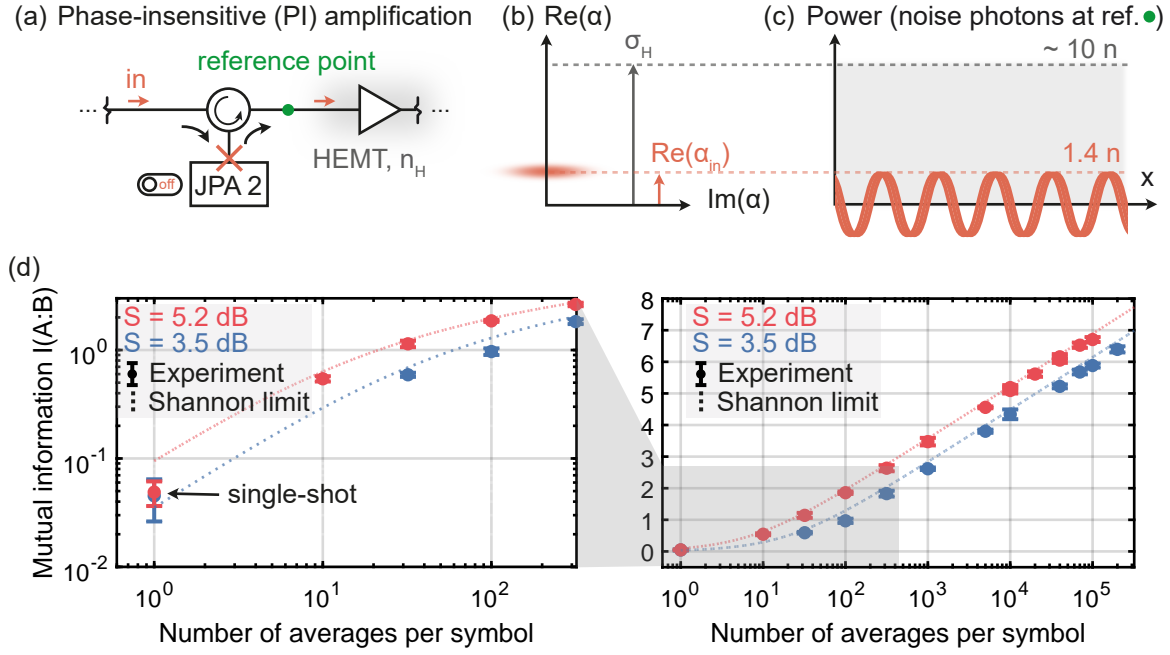 (a) Phase-insensitive (PI) amplification
reference point
in
...
...
HEMT, n_H
off
JPA 2
(b) Re(α)
σ_H
Re(α_in)
Im(α)
(c) Power (noise photons at ref. ●)
~ 10 n
1.4 n
x
(d)
Mutual information I(A:B)
10^0
10^-1
10^-2
S = 5.2 dB
S = 3.5 dB
Experiment
Shannon limit
single-shot
10^0 10^1 10^2
Number of averages per symbol
8
7
6
5
4
3
2
1
0
S = 5.2 dB
S = 3.5 dB
Experiment
Shannon limit
10^0 10^1 10^2 10^3 10^4 10^5
Number of averages per symbol